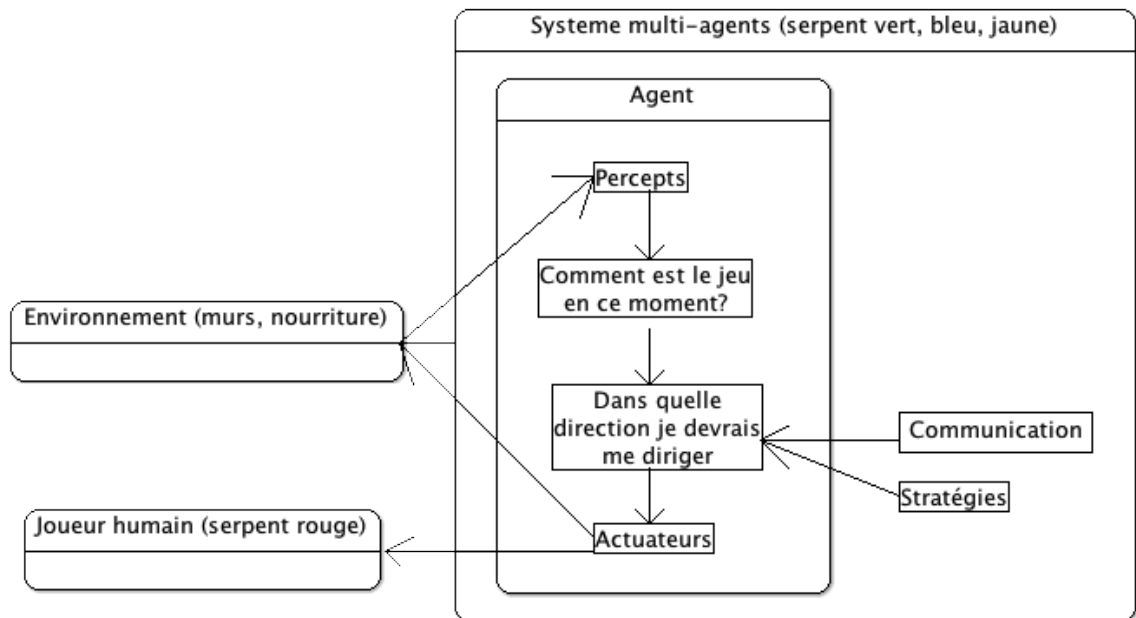 Systeme multi-agents (serpent vert, bleu, jaune)
Agent
Percepts
Comment est le jeu
en ce moment?
Environnement (murs, nourriture)
Dans quelle
direction je devrais
me diriger
Communication
Stratégies
Joueur humain (serpent rouge)
Actuateurs